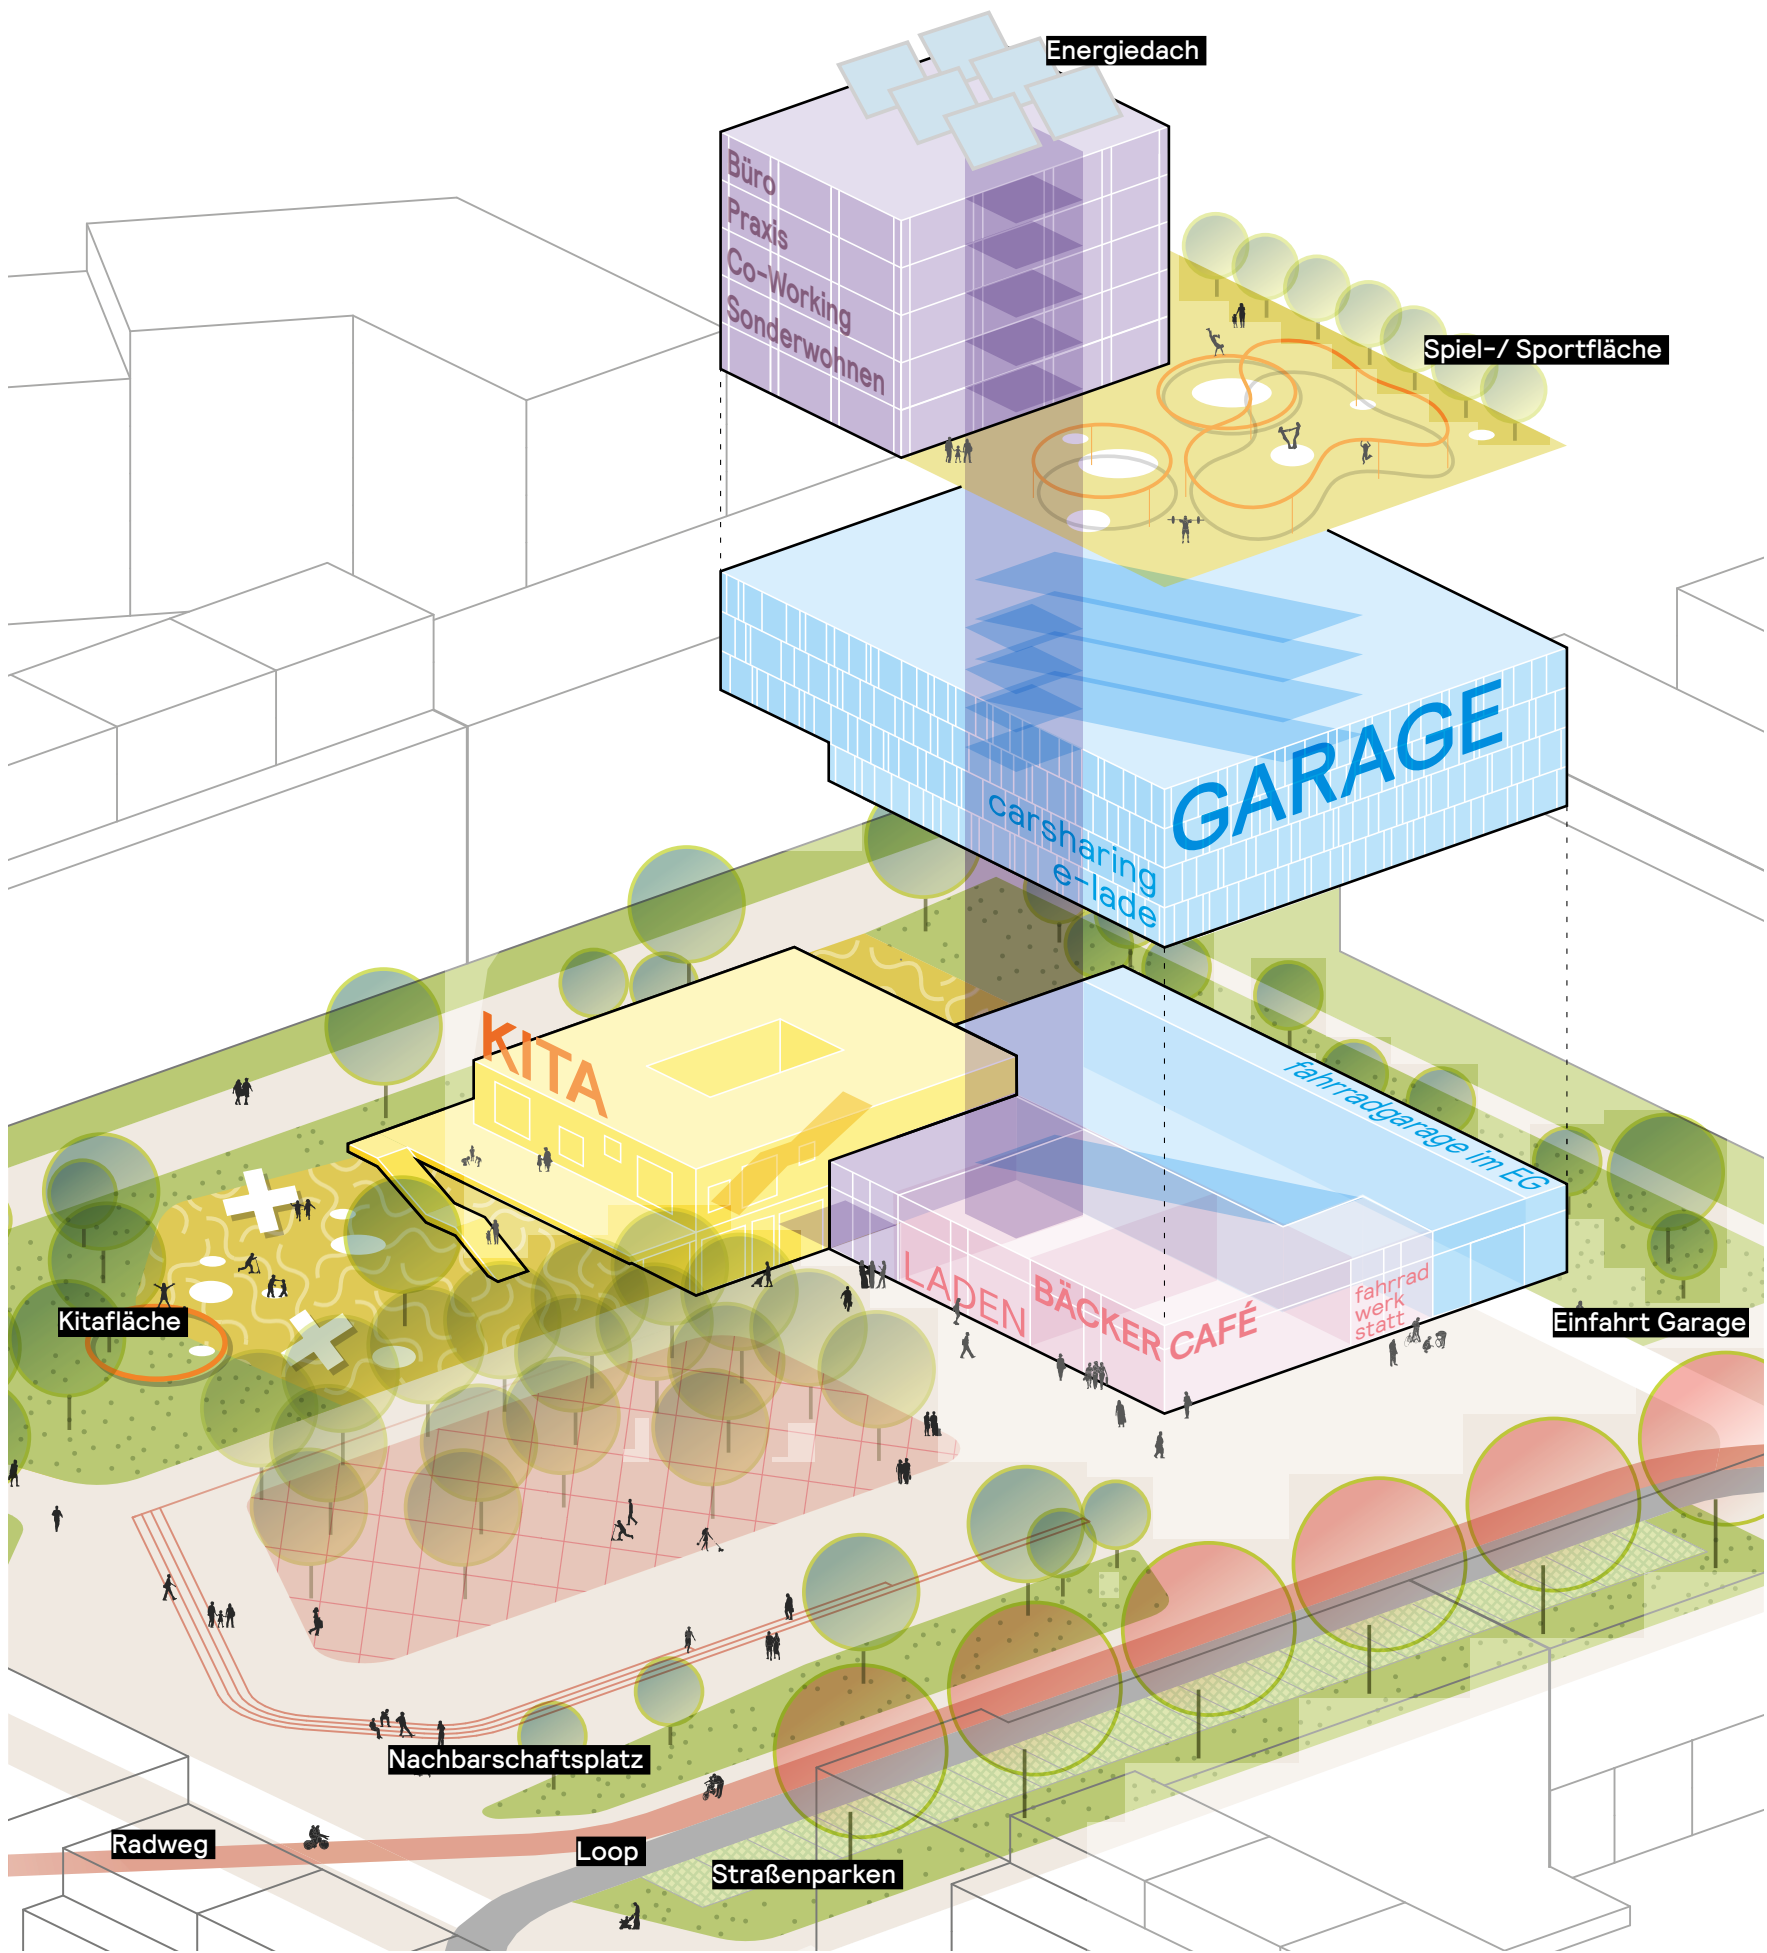 Energiedach
Büro
Praxis
Co-Working
Sonderwohnen
Spiel-/ Sportfläche
GARAGE
carsharing
e-lade
KITA
fahrradgarage im EG
LADEN
BÄCKER
CAFÉ
fahrrad
werk
statt
Kitafläche
Einfahrt Garage
Nachbarschaftsplatz
Radweg
Loop
Straßenparken